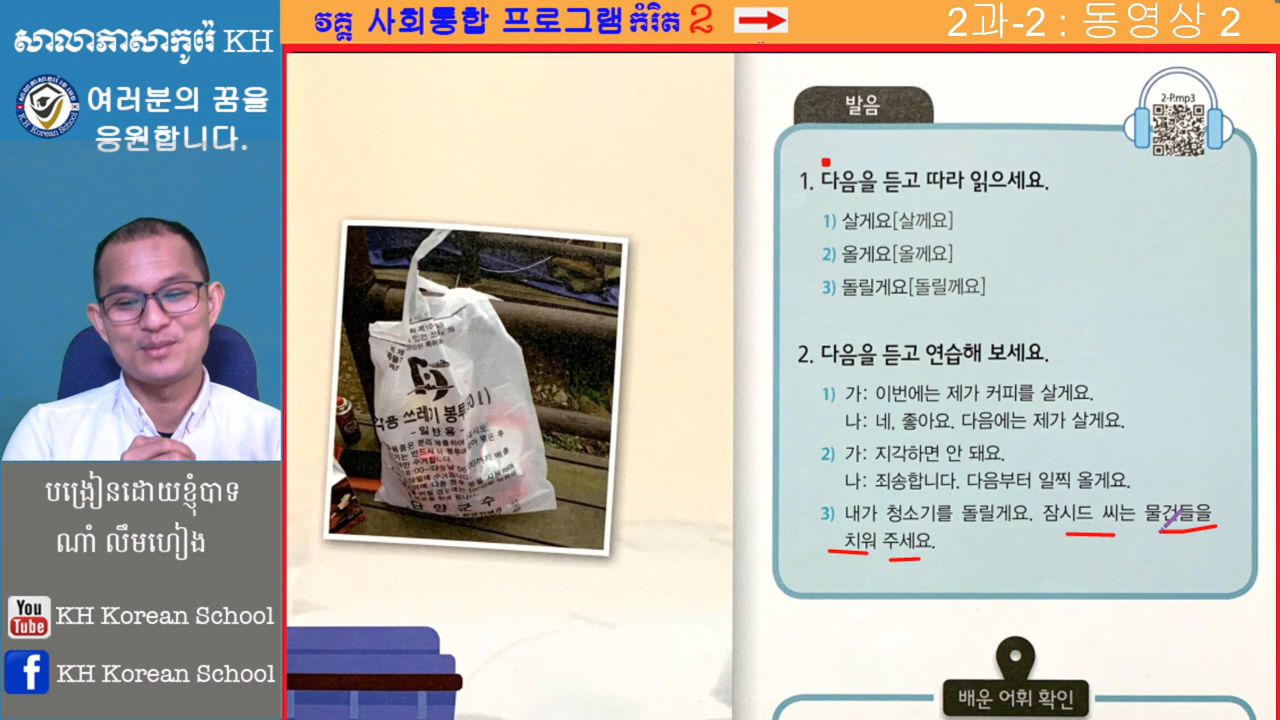 សាលាភាសាកូរ៉េ KH
여러분의 꿈을
응원합니다.
បង្រៀនដោយខ្ញុំបាទ
ណាំ លឹមហៀង
You Tube KH Korean School
f KH Korean School
វគ្គ 사회통합 프로그램 កំរិត 2
2과-2 : 동영상 2
발음
2-P.mp3
1. 다음을 듣고 따라 읽으세요.
1) 살게요[살께요]
2) 올게요[올께요]
3) 돌릴게요[돌릴께요]
2. 다음을 듣고 연습해 보세요.
1) 가: 이번에는 제가 커피를 살게요.
나: 네, 좋아요. 다음에는 제가 살게요.
2) 가: 지각하면 안 돼요.
나: 죄송합니다. 다음부터 일찍 올게요.
3) 내가 청소기를 돌릴게요. 잠시드 씨는 물건들을
치워 주세요.
쓰레기 봉투
단양군수
배운 어휘 확인